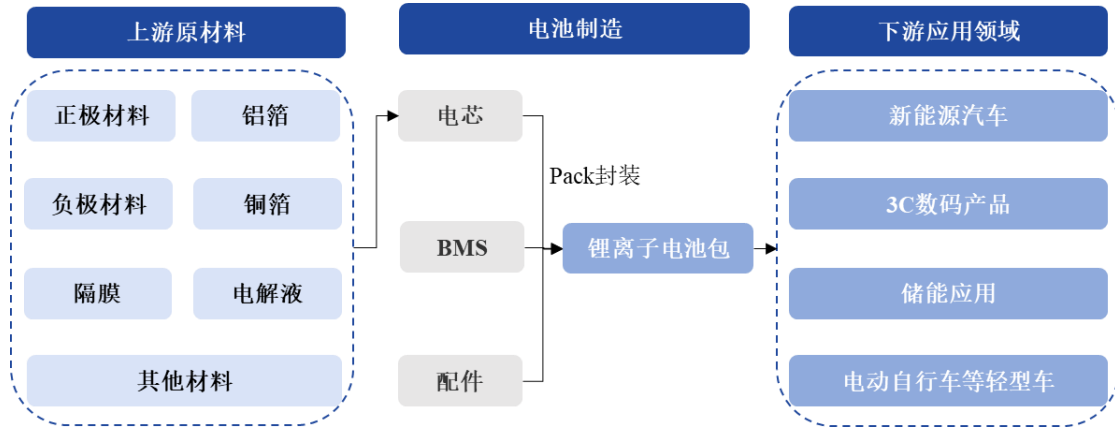 上游原材料
电池制造
下游应用领域
正极材料
铝箔
负极材料
铜箔
隔膜
电解液
其他材料
电芯
Pack封装
BMS
锂离子电池包
配件
新能源汽车
3C数码产品
储能应用
电动自行车等轻型车